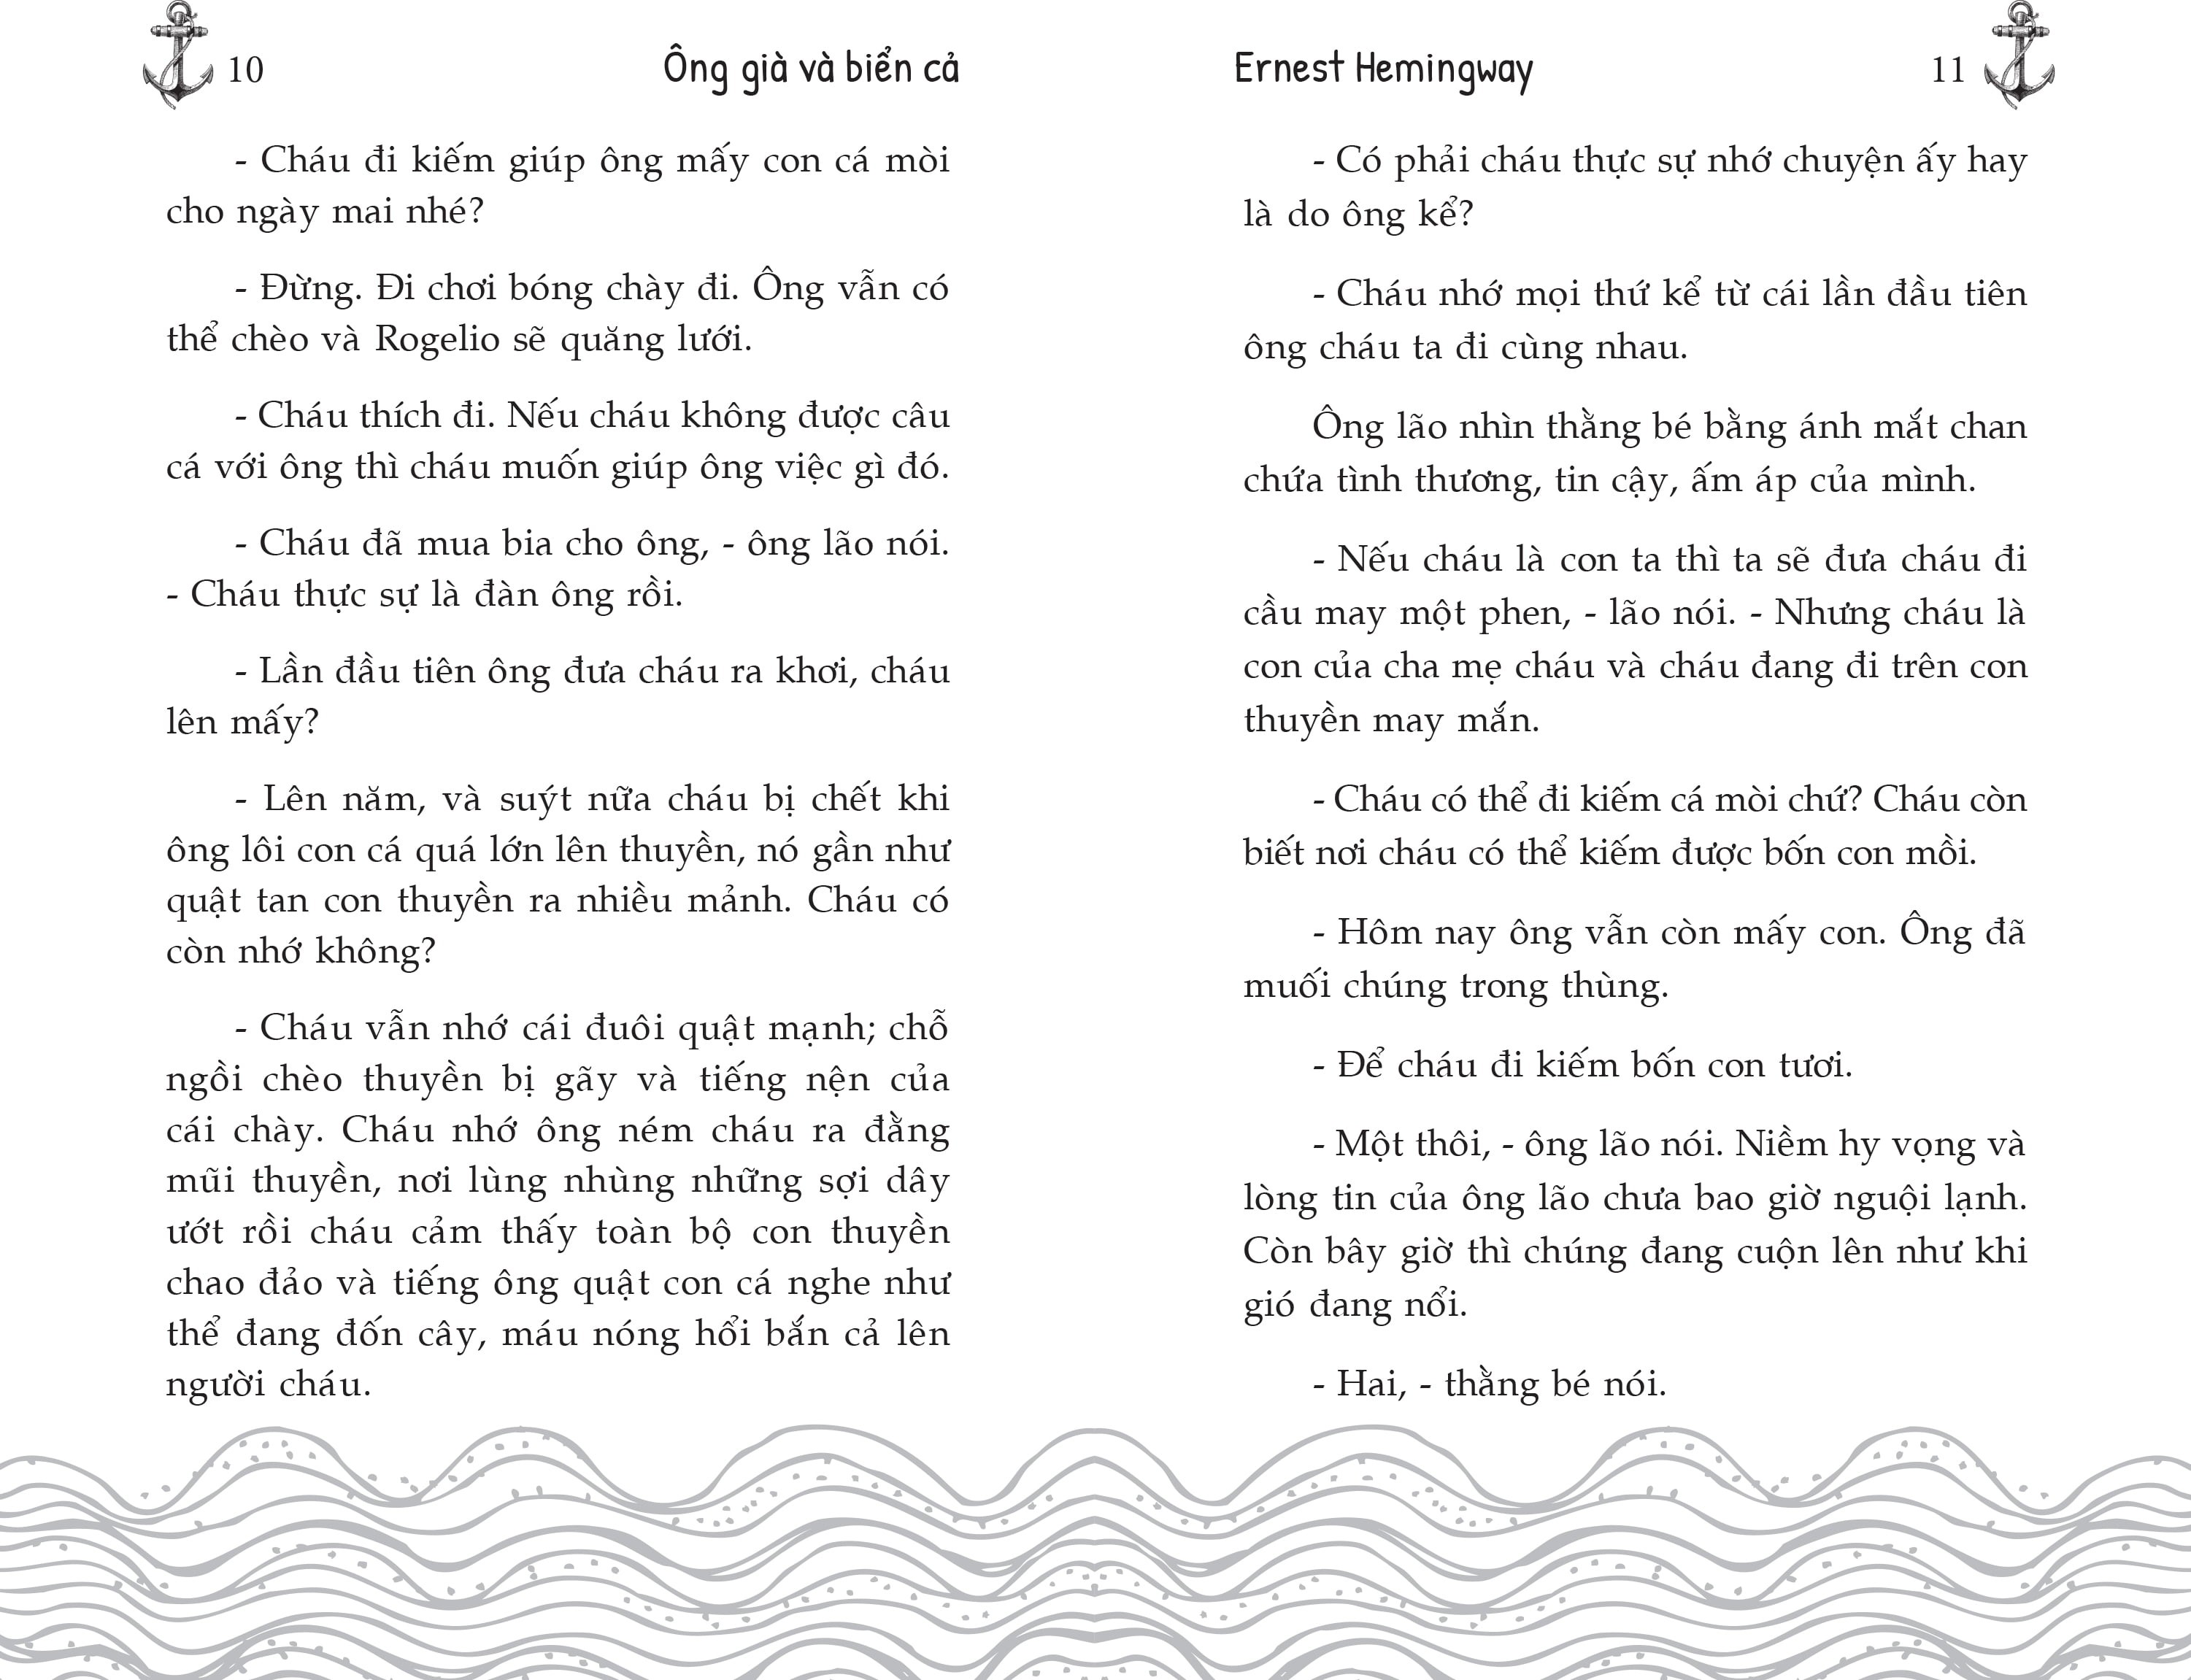 10
Ông già và biển cả
- Cháu đi kiếm giúp ông mấy con cá mòi
cho ngày mai nhé?
- Đừng. Đi chơi bóng chày đi. Ông vẫn có
thể chèo và Rogelio sẽ quăng lưới.
- Cháu thích đi. Nếu cháu không được câu
cá với ông thì cháu muốn giúp ông việc gì đó.
- Cháu đã mua bia cho ông, - ông lão nói.
- Cháu thực sự là đàn ông rồi.
- Lần đầu tiên ông đưa cháu ra khơi, cháu
lên mấy?
- Lên năm, và suýt nữa cháu bị chết khi
ông lôi con cá quá lớn lên thuyền, nó gần như
quật tan con thuyền ra nhiều mảnh. Cháu có
còn nhớ không?
- Cháu vẫn nhớ cái đuôi quật mạnh; chỗ
ngồi chèo thuyền bị gãy và tiếng nện của
cái chày. Cháu nhớ ông ném cháu ra đằng
mũi thuyền, nơi lùng nhùng những sợi dây
ướt rồi cháu cảm thấy toàn bộ con thuyền
chao đảo và tiếng ông quật con cá nghe như
thể đang đốn cây, máu nóng hổi bắn cả lên
người cháu.
Ernest Hemingway
11
- Có phải cháu thực sự nhớ chuyện ấy hay
là do ông kể?
- Cháu nhớ mọi thứ kể từ cái lần đầu tiên
ông cháu ta đi cùng nhau.
Ông lão nhìn thằng bé bằng ánh mắt chan
chứa tình thương, tin cậy, ấm áp của mình.
- Nếu cháu là con ta thì ta sẽ đưa cháu đi
cầu may một phen, - lão nói. - Nhưng cháu là
con của cha mẹ cháu và cháu đang đi trên con
thuyền may mắn.
- Cháu có thể đi kiếm cá mòi chứ? Cháu còn
biết nơi cháu có thể kiếm được bốn con mồi.
- Hôm nay ông vẫn còn mấy con. Ông đã
muối chúng trong thùng.
- Để cháu đi kiếm bốn con tươi.
- Một thôi, - ông lão nói. Niềm hy vọng và
lòng tin của ông lão chưa bao giờ nguội lạnh.
Còn bây giờ thì chúng đang cuộn lên như khi
gió đang nổi.
- Hai, - thằng bé nói.